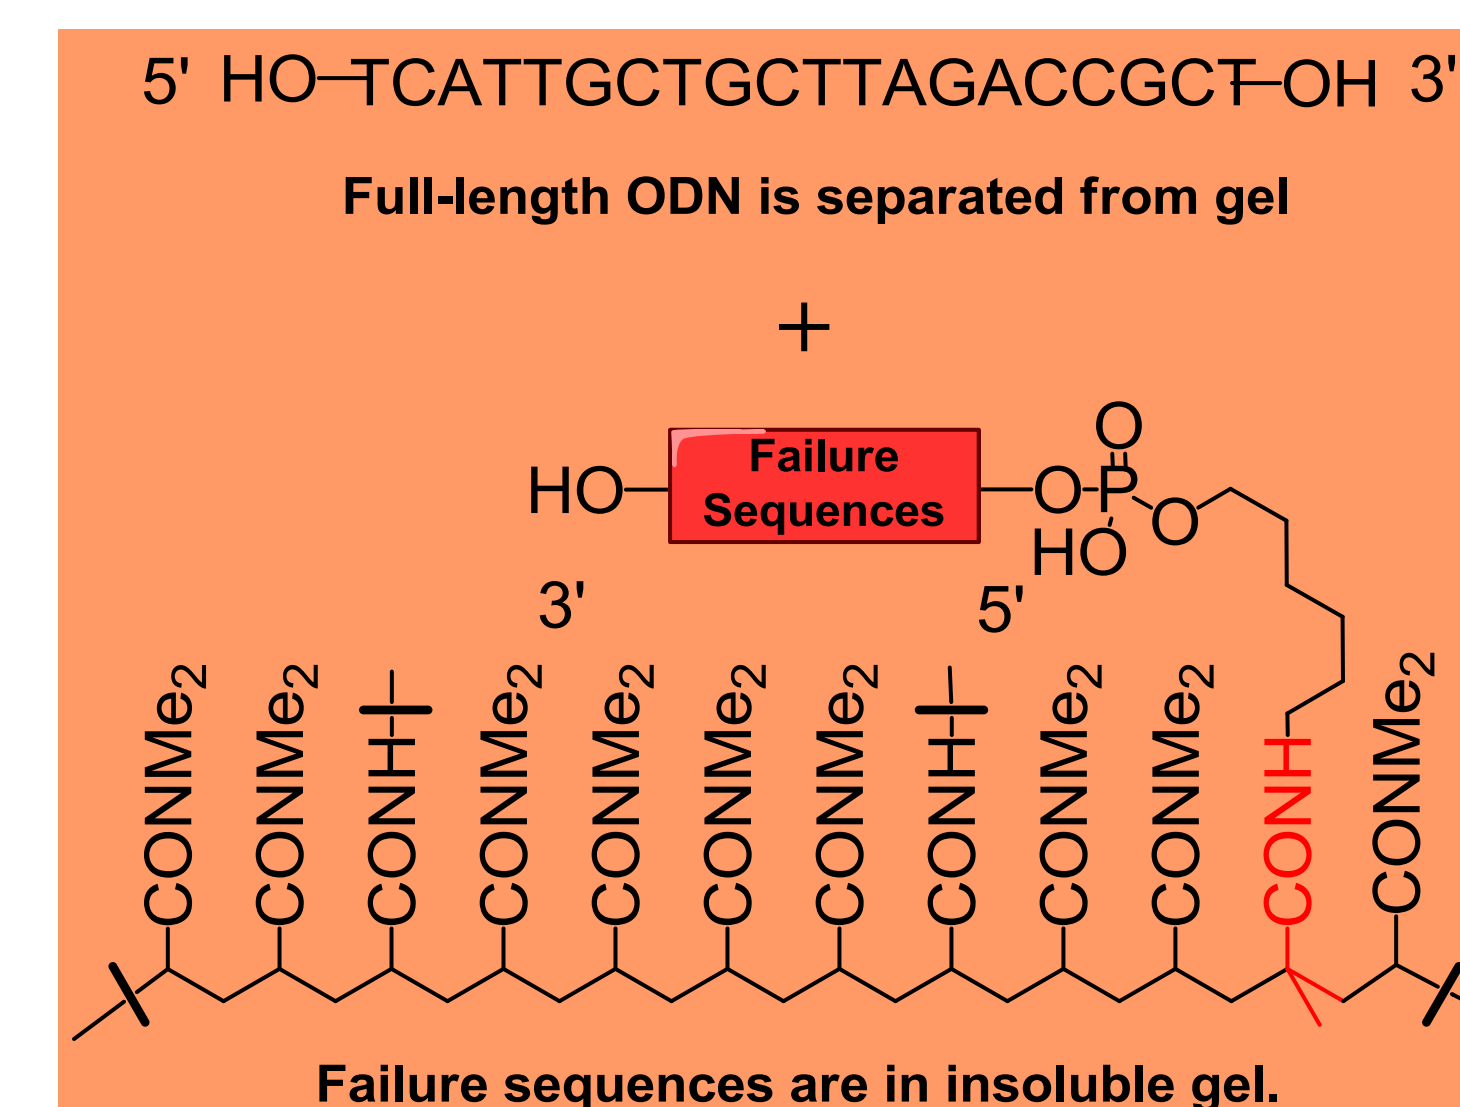 5' HO—TCATTGCTGCTTAGACCGCT—OH 3'
Full-length ODN is separated from gel
+
O
Failure
HO Sequences O P O
HO
3' 5'
CONMe2 CONMe2 CONH CONMe2 CONMe2 CONMe2 CONMe2 CONH CONMe2 CONMe2 CONH CONMe2
Failure sequences are in insoluble gel.